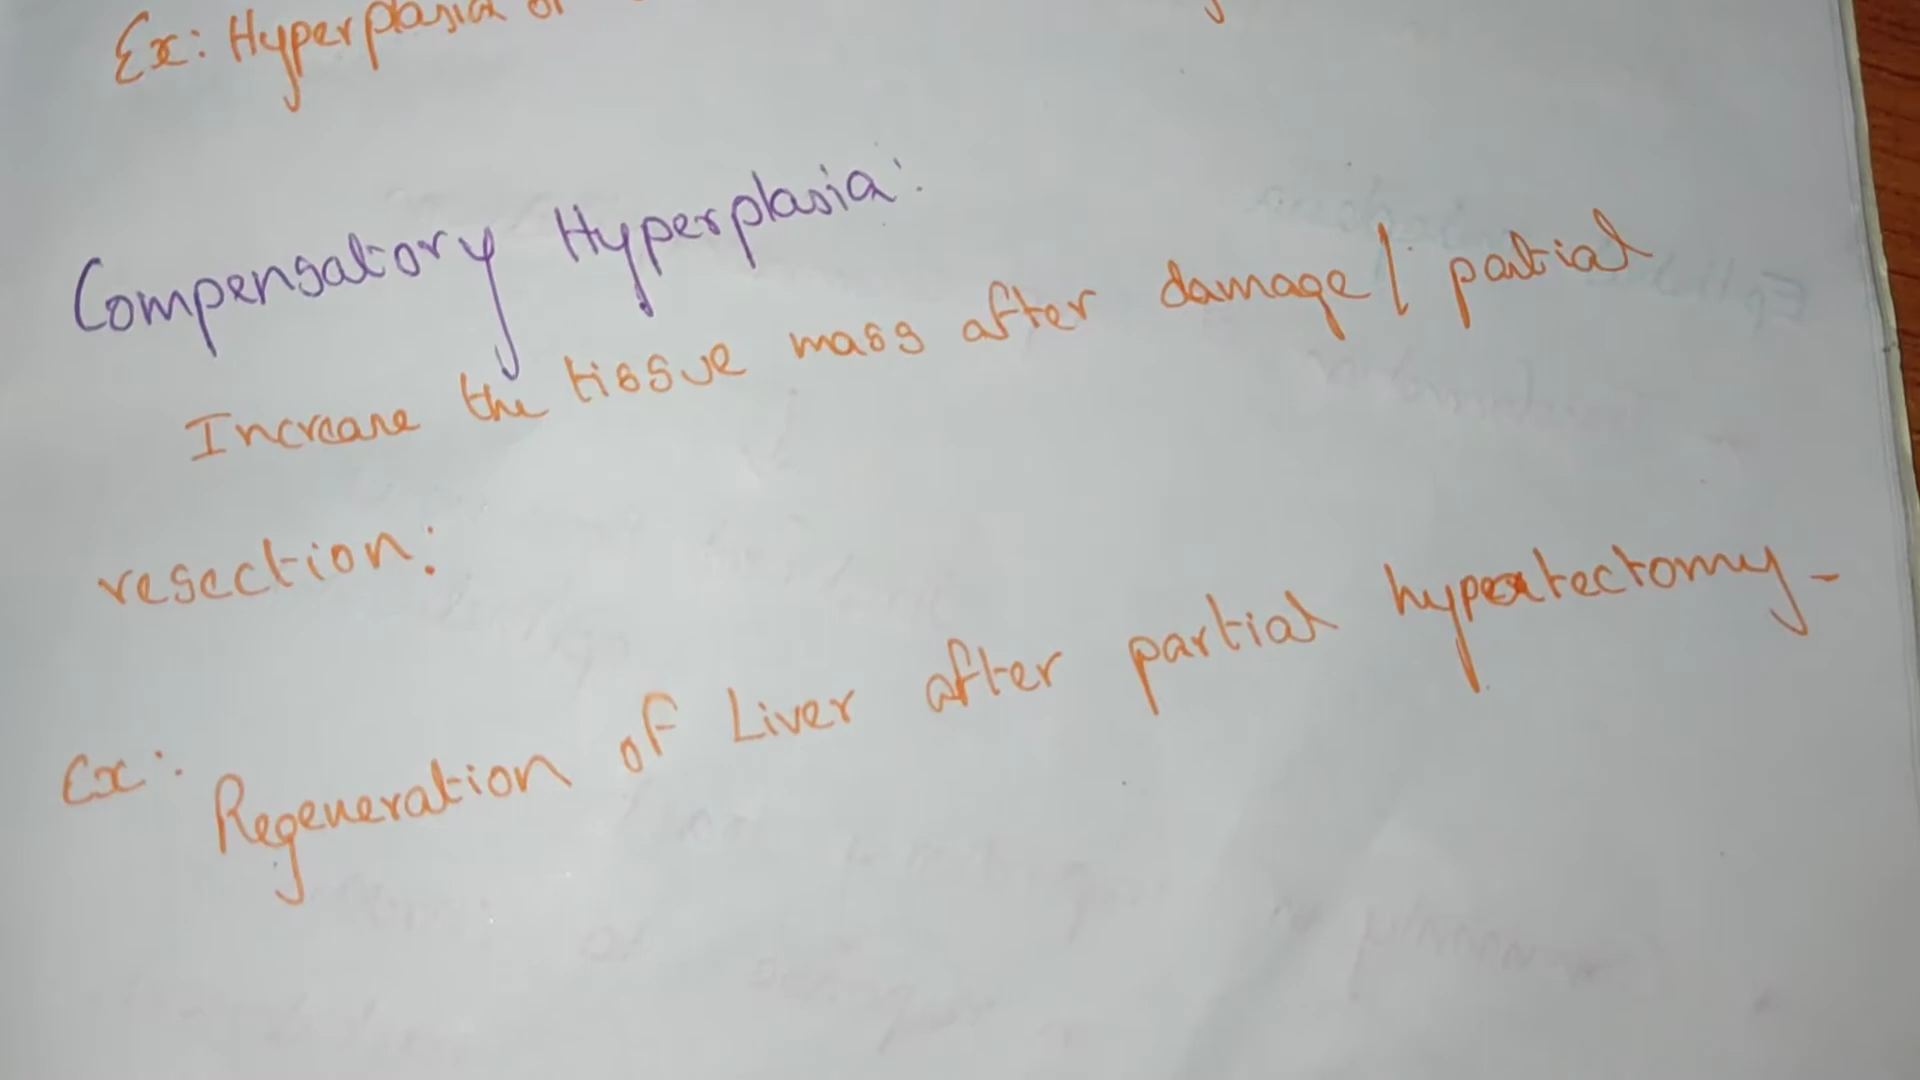 Ex: Hyperplasia of
Compensatory Hyperplasia:
Increase the tissue mass after damage / partial
resection:
Ex: Regeneration of Liver after partial hypertectomy -